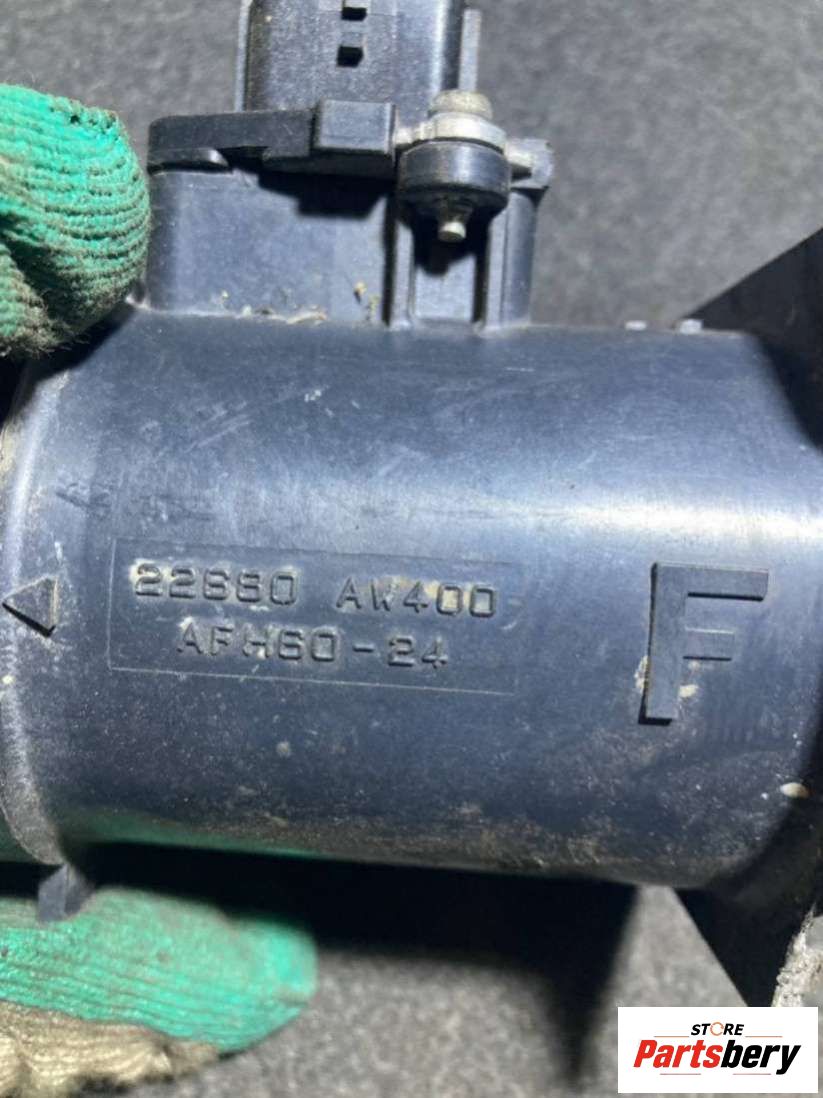 22680 AW400
AFH60-24
F
STORE
Partsbery